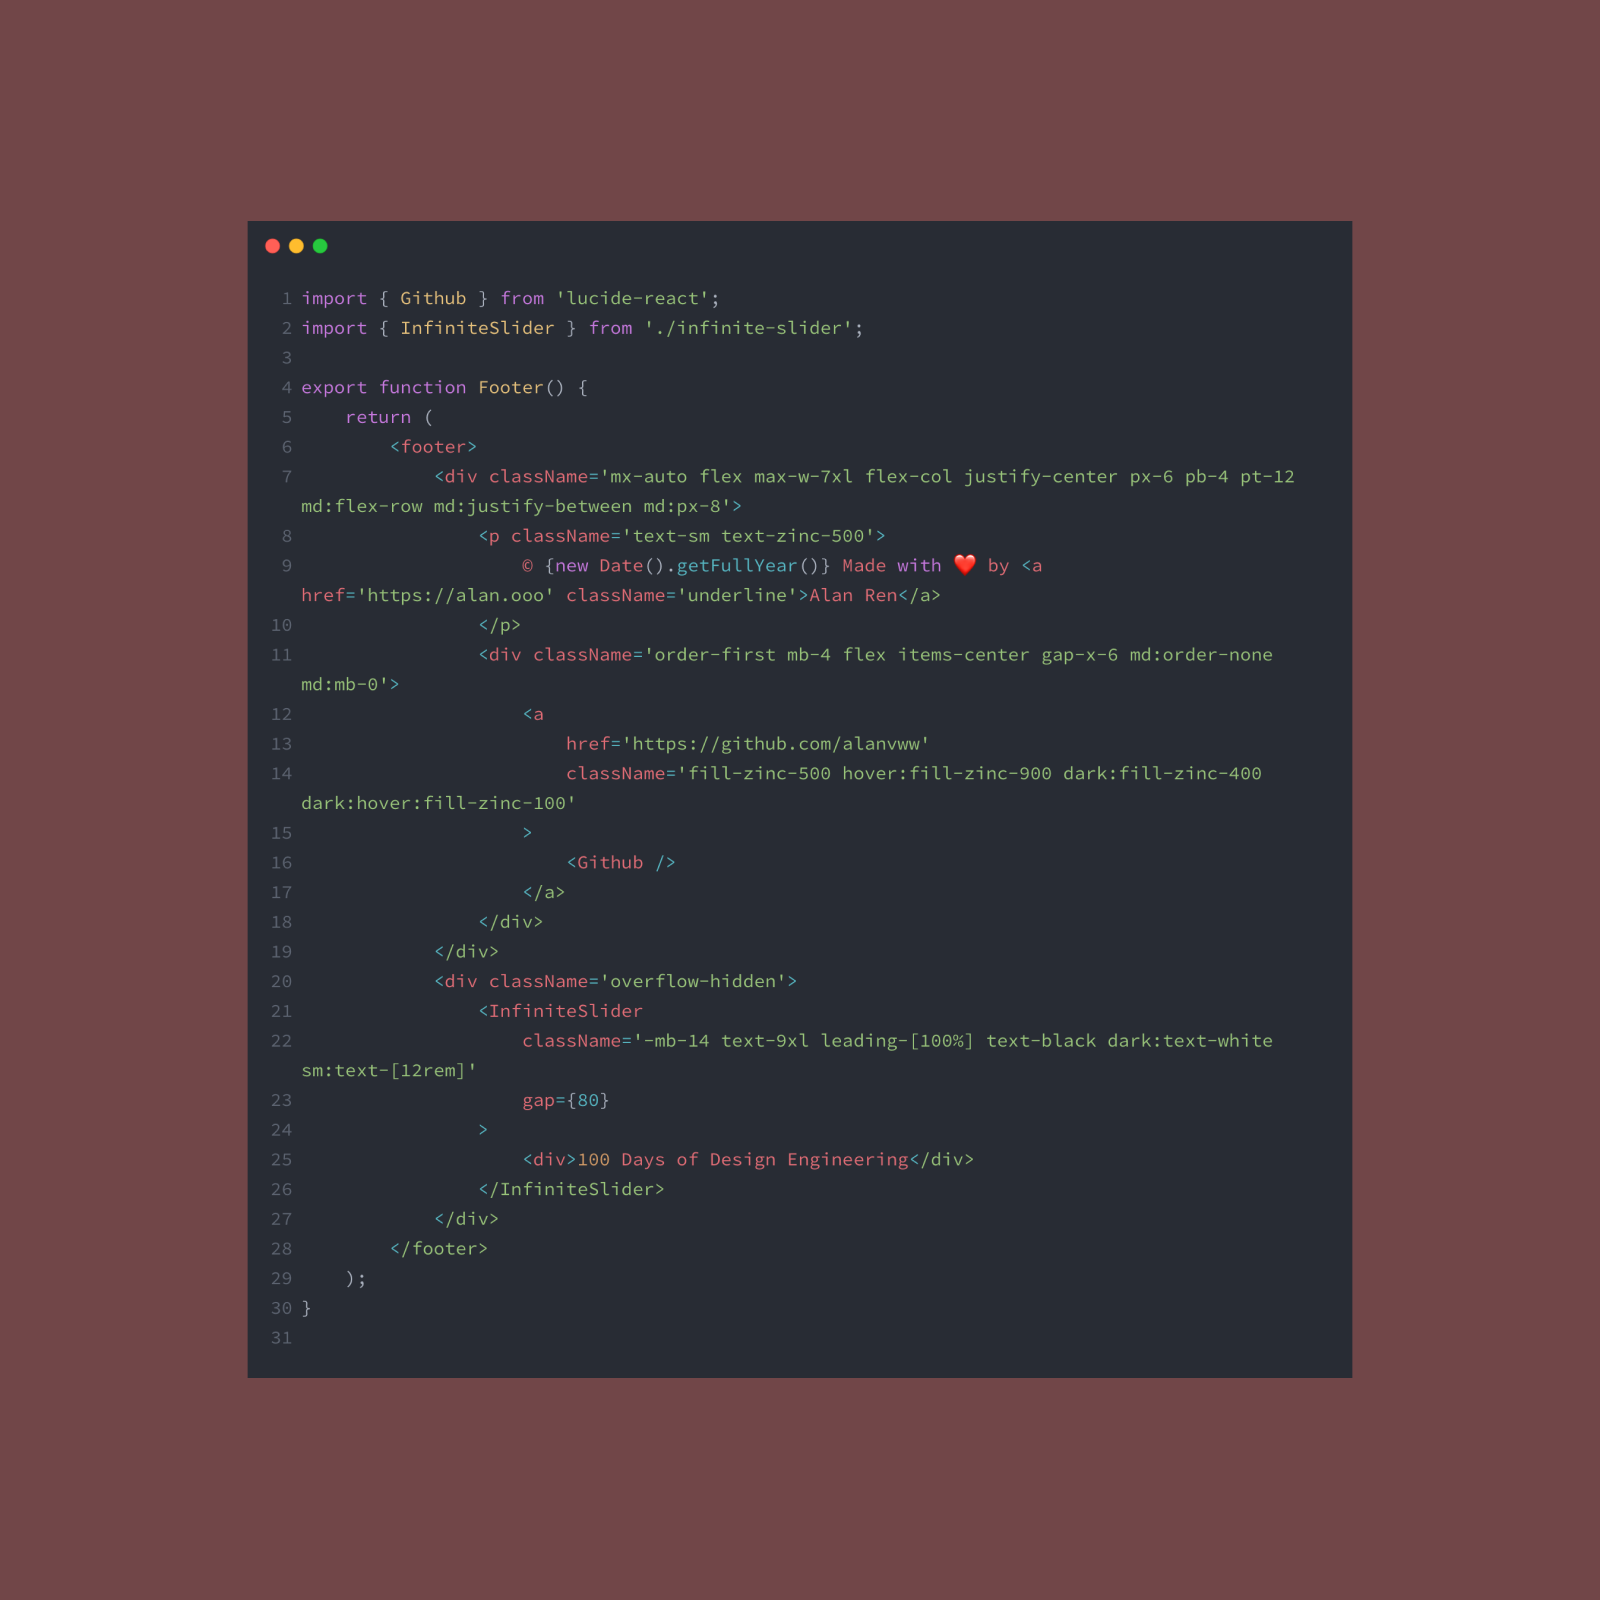 1 import { Github } from 'lucide-react';
2 import { InfiniteSlider } from './infinite-slider';
3
4 export function Footer() {
5     return (
6         <footer>
7             <div className='mx-auto flex max-w-7xl flex-col justify-center px-6 pb-4 pt-12
md:flex-row md:justify-between md:px-8'>
8                 <p className='text-sm text-zinc-500'>
9                     © {new Date().getFullYear()} Made with ❤️ by <a
href='https://alan.ooo' className='underline'>Alan Ren</a>
10                 </p>
11                 <div className='order-first mb-4 flex items-center gap-x-6 md:order-none
md:mb-0'>
12                     <a
13                         href='https://github.com/alanvww'
14                         className='fill-zinc-500 hover:fill-zinc-900 dark:fill-zinc-400
dark:hover:fill-zinc-100'
15                     >
16                         <Github />
17                     </a>
18                 </div>
19             </div>
20             <div className='overflow-hidden'>
21                 <InfiniteSlider
22                     className='-mb-14 text-9xl leading-[100%] text-black dark:text-white
sm:text-[12rem]'
23                     gap={80}
24                 >
25                     <div>100 Days of Design Engineering</div>
26                 </InfiniteSlider>
27             </div>
28         </footer>
29     );
30 }
31